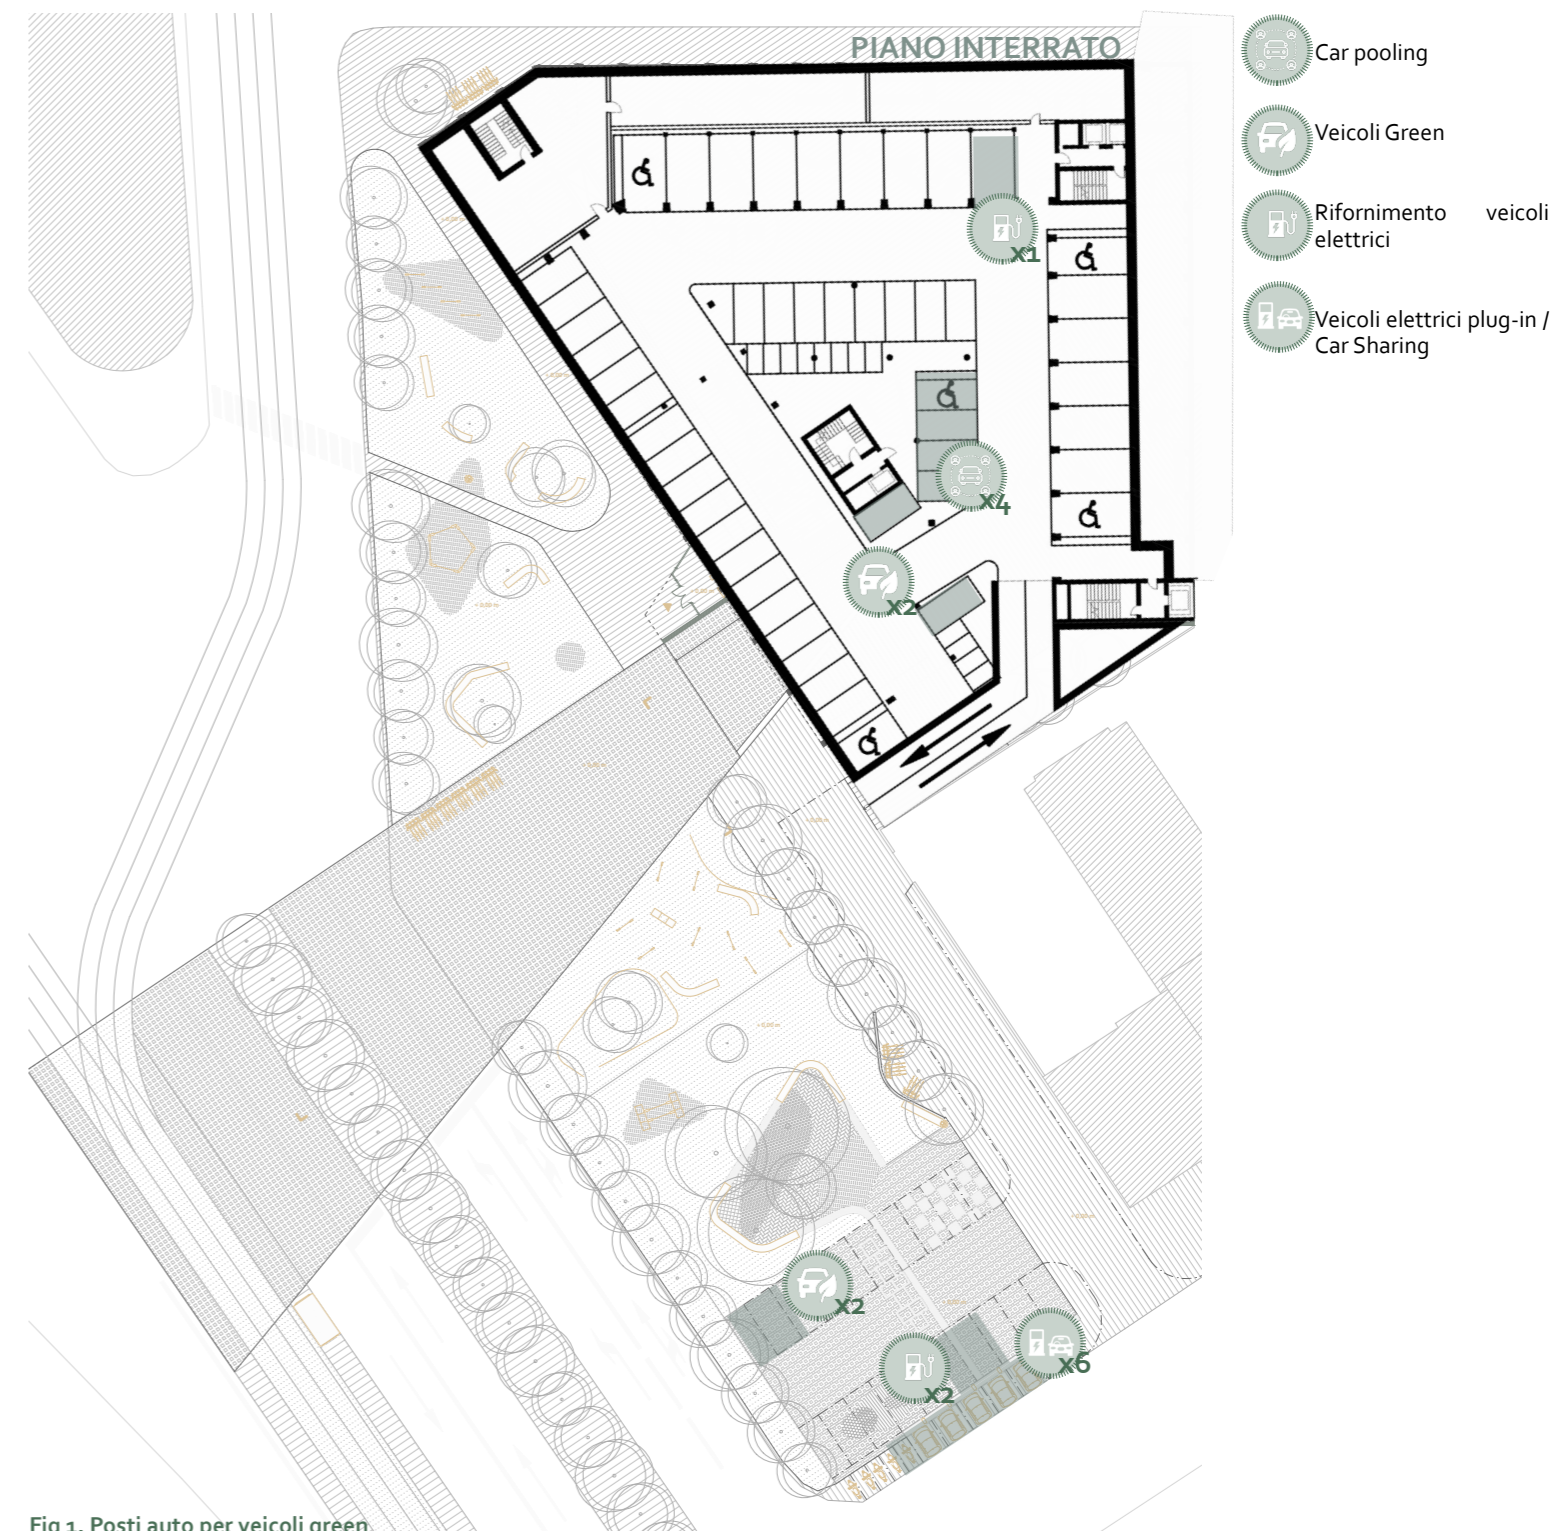 PIANO INTERRATO
Car pooling
Veicoli Green
Rifornimento veicoli
elettrici
Veicoli elettrici plug-in /
Car Sharing
x1
x4
x2
x2
x6
x2
Fig 1. Posti auto per veicoli green